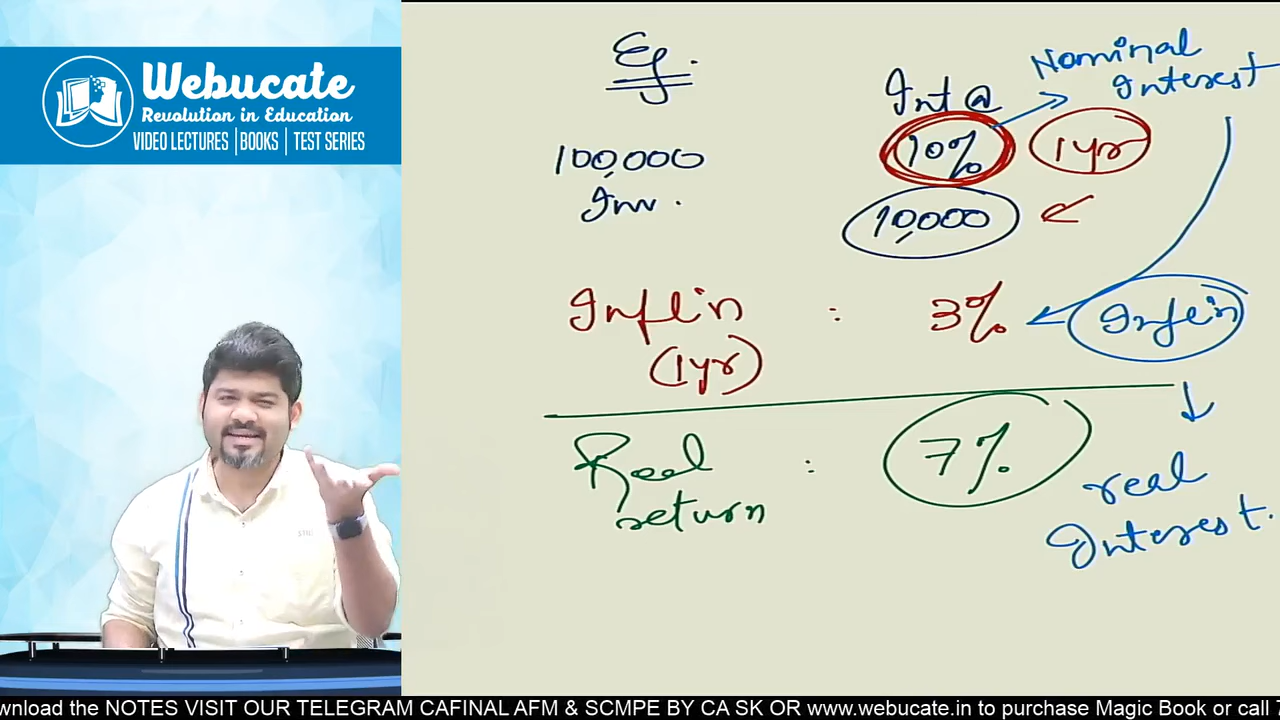 Webucate
Revolution in Education
VIDEO LECTURES | BOOKS | TEST SERIES
Eg.
Nominal
Interest
Int @
100,000
10%
1yr
Inv.
10,000
Infl'n
: 3%
Infl'n
(1yr)
Real
return
: 7%
real
Interest.
wnload the NOTES VISIT OUR TELEGRAM CAFINAL AFM & SCMPE BY CA SK OR www.webucate.in to purchase Magic Book or call